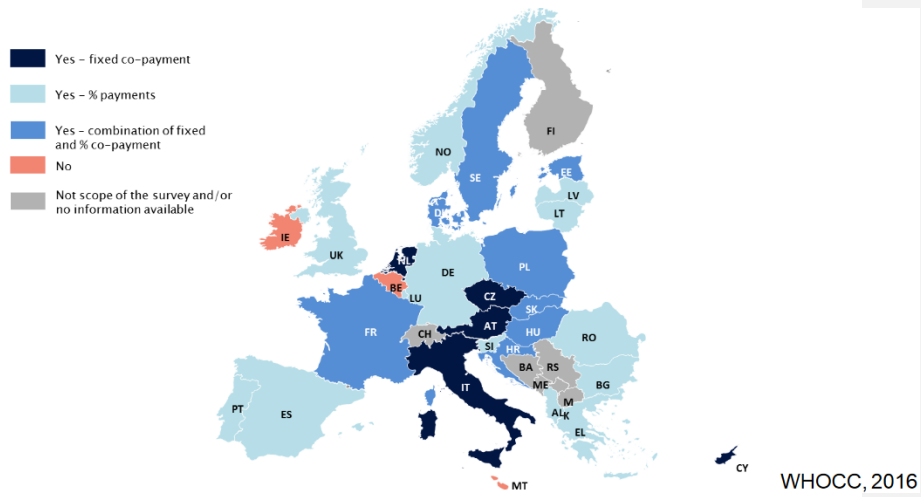 Yes – fixed co-payment
Yes – % payments
Yes – combination of fixed
and % co-payment
No
Not scope of the survey and/or
no information available
FI
NO
SE
EE
LV
LT
DK
IE
UK
NL
BE
LU
DE
PL
CZ
SK
AT
HU
FR
CH
SI
HR
RO
BA
RS
ME
M
K
BG
IT
AL
EL
PT
ES
MT
CY
WHOCC, 2016